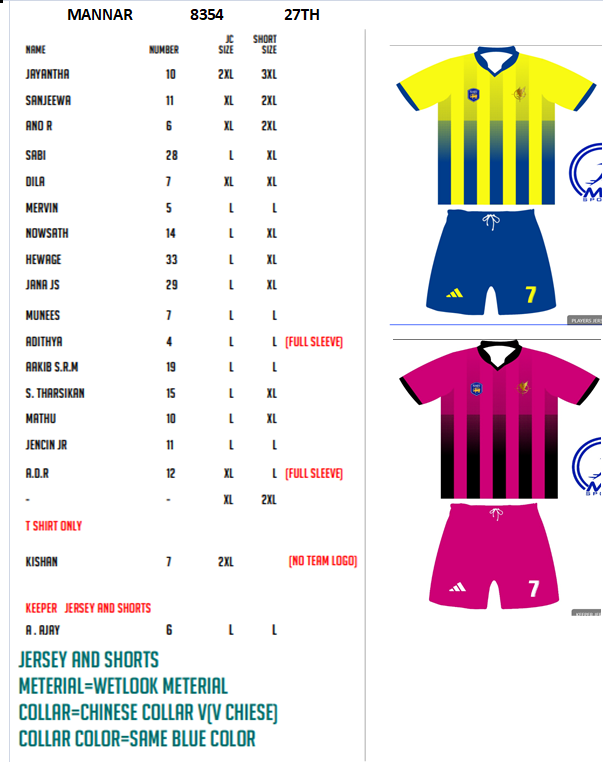 MANNAR 8354 27TH
JC SHORT
NAME NUMBER SIZE SIZE
JAYANTHA 10 2XL 3XL
SANJEEWA 11 XL 2XL
ANO R 6 XL 2XL
SABI 28 L XL
DILA 7 XL XL
MERVIN 5 L L
NOWSATH 14 L XL
HEWAGE 33 L XL
JANA JS 29 L XL
MUNEES 7 L L
ADITHYA 4 L L (FULL SLEEVE)
AAKIB S.R.M 19 L L
S. THARSIKAN 15 L XL
MATHU 10 L XL
JENCIN JR 11 L L
A.D.R 12 XL L (FULL SLEEVE)
- - XL 2XL
T SHIRT ONLY
KISHAN 7 2XL (NO TEAM LOGO)
KEEPER JERSEY AND SHORTS
A . AJAY 6 L L
JERSEY AND SHORTS
METERIAL=WETLOOK METERIAL
COLLAR=CHINESE COLLAR V(V CHIESE)
COLLAR COLOR=SAME BLUE COLOR
7
PLAYERS
7